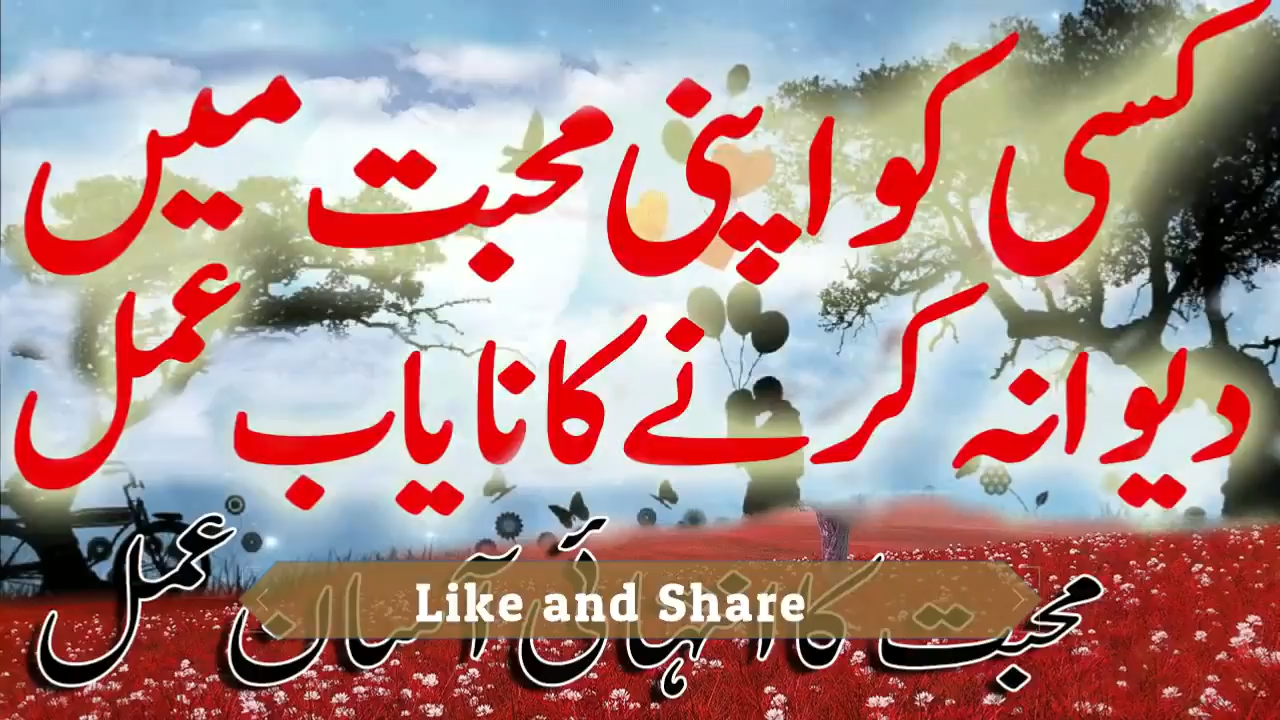 کسی کو اپنی محبت میں
دیوانہ کرنے کا نایاب عمل
محبت کا انتہائی آسان عمل
Like and Share